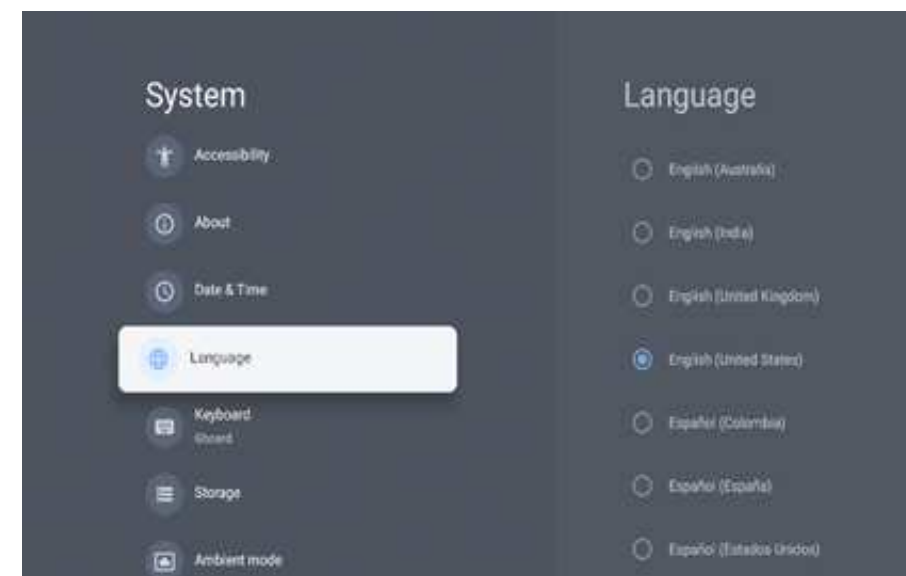 System
Accessibility
About
Date & Time
Language
Keyboard
Gboard
Storage
Ambient mode
Language
English (Australia)
English (India)
English (United Kingdom)
English (United States)
Español (Colombia)
Español (España)
Español (Estados Unidos)